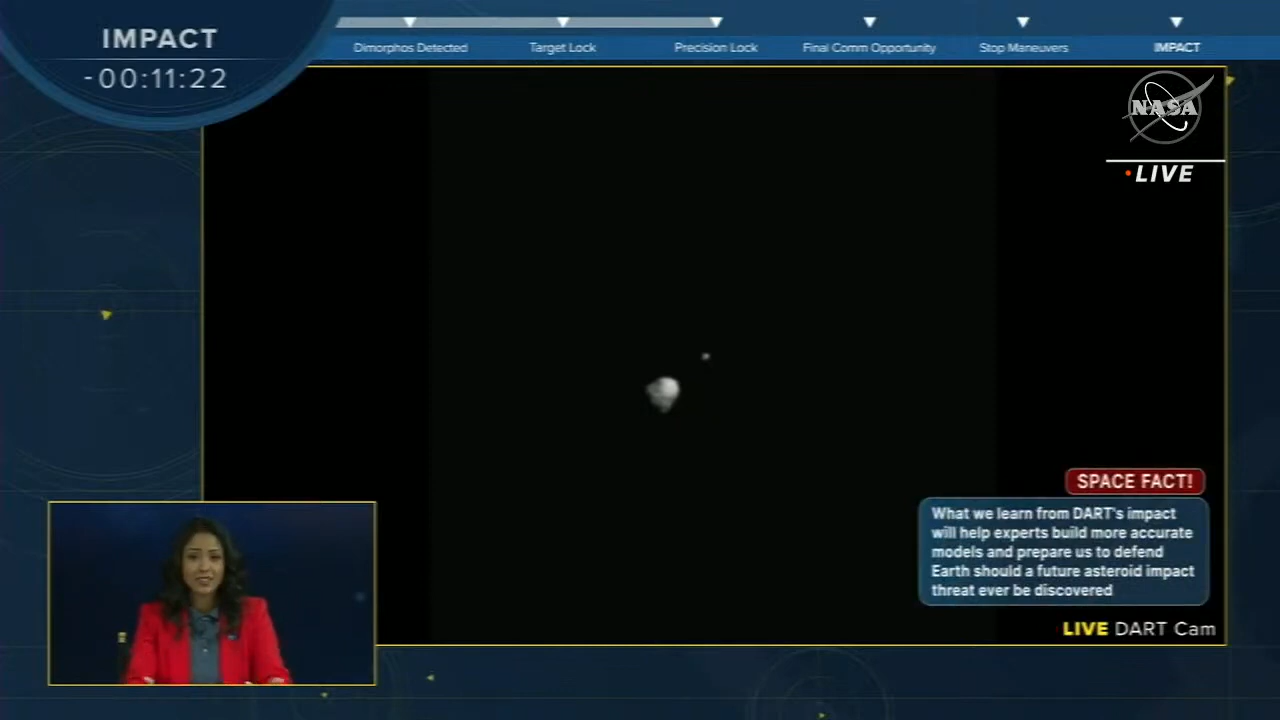 IMPACT
-00:11:22
Dimorphos Detected
Target Lock
Precision Lock
Final Comm Opportunity
Stop Maneuvers
IMPACT
NASA
LIVE
SPACE FACT!
What we learn from DART's impact
will help experts build more accurate
models and prepare us to defend
Earth should a future asteroid impact
threat ever be discovered
LIVE DART Cam